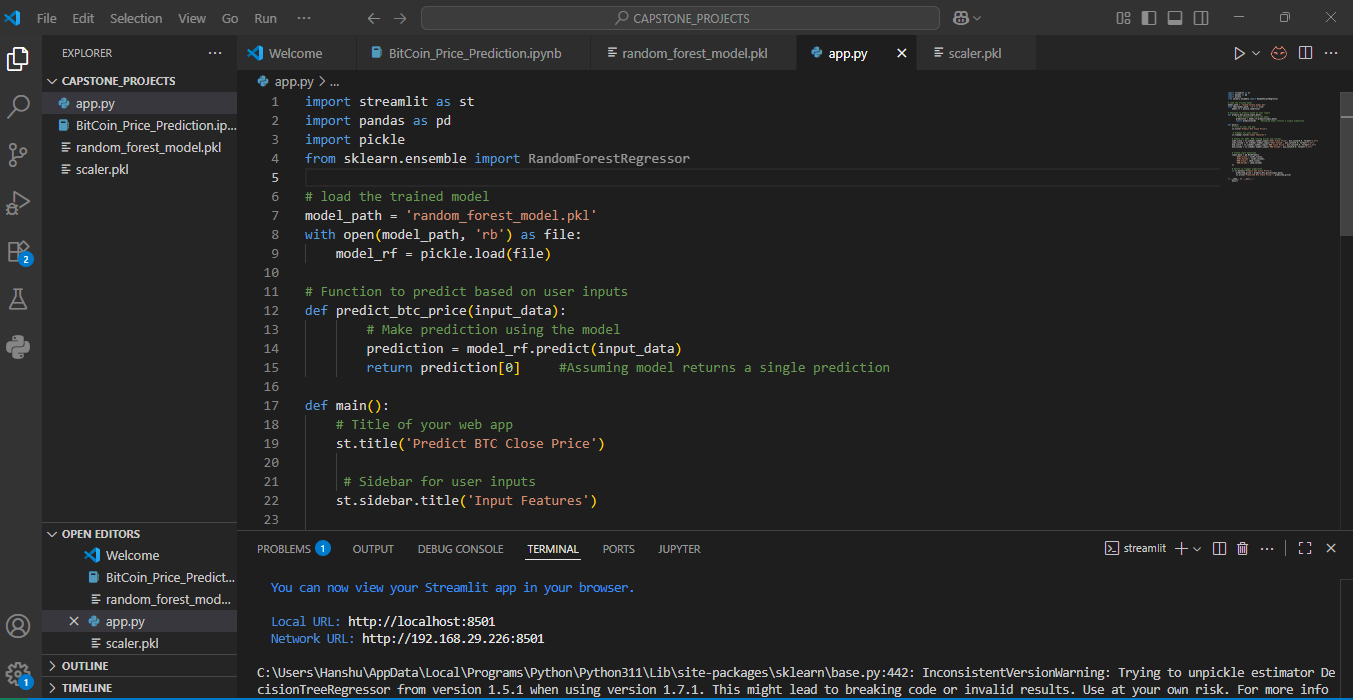 File Edit Selection View Go Run ··· CAPSTONE_PROJECTS
EXPLORER ···
CAPSTONE_PROJECTS
app.py
BitCoin_Price_Prediction.ip...
random_forest_model.pkl
scaler.pkl
2
OPEN EDITORS
Welcome
BitCoin_Price_Predict...
random_forest_mod...
app.py
scaler.pkl
OUTLINE
TIMELINE
1
Welcome BitCoin_Price_Prediction.ipynb random_forest_model.pkl app.py scaler.pkl
app.py > ...
1 import streamlit as st
2 import pandas as pd
3 import pickle
4 from sklearn.ensemble import RandomForestRegressor
5
6 # load the trained model
7 model_path = 'random_forest_model.pkl'
8 with open(model_path, 'rb') as file:
9 model_rf = pickle.load(file)
10
11 # Function to predict based on user inputs
12 def predict_btc_price(input_data):
13 # Make prediction using the model
14 prediction = model_rf.predict(input_data)
15 return prediction[0] #Assuming model returns a single prediction
16
17 def main():
18 # Title of your web app
19 st.title('Predict BTC Close Price')
20
21 # Sidebar for user inputs
22 st.sidebar.title('Input Features')
23
PROBLEMS 1 OUTPUT DEBUG CONSOLE TERMINAL PORTS JUPYTER streamlit
You can now view your Streamlit app in your browser.
Local URL: http://localhost:8501
Network URL: http://192.168.29.226:8501
C:\Users\Hanshu\AppData\Local\Programs\Python\Python311\Lib\site-packages\sklearn\base.py:442: InconsistentVersionWarning: Trying to unpickle estimator De
cisionTreeRegressor from version 1.5.1 when using version 1.7.1. This might lead to breaking code or invalid results. Use at your own risk. For more info